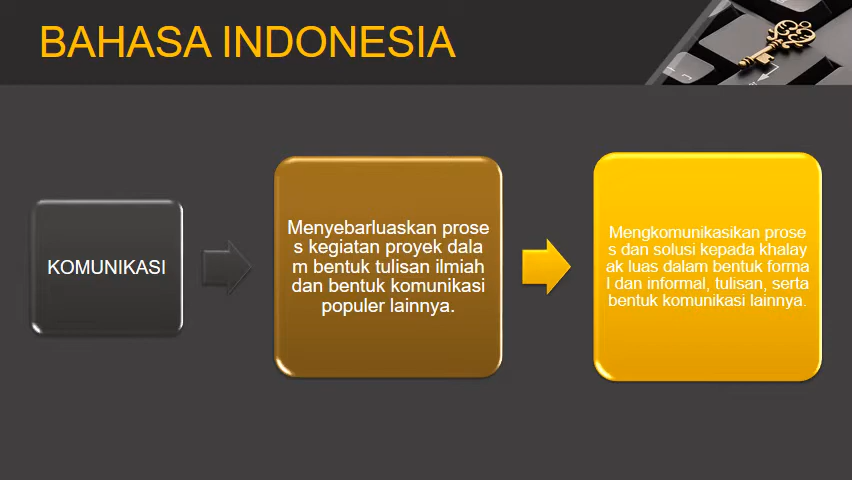 BAHASA INDONESIA
KOMUNIKASI
Menyebarluaskan prose
s kegiatan proyek dala
m bentuk tulisan ilmiah
dan bentuk komunikasi
populer lainnya.
Mengkomunikasikan prose
s dan solusi kepada khalay
ak luas dalam bentuk forma
l dan informal, tulisan, serta
bentuk komunikasi lainnya.